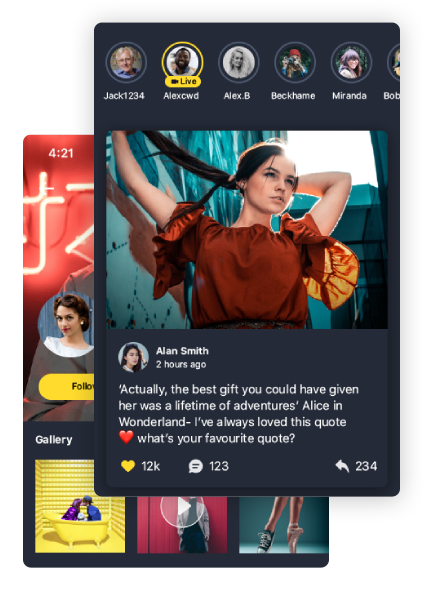 Live
Jack1234 Alexcwd Alex.B Beckhame Miranda Bob
4:21
Alan Smith
2 hours ago
Follow
'Actually, the best gift you could have given
her was a lifetime of adventures' Alice in
Wonderland- I've always loved this quote
❤️ what's your favourite quote?
Gallery
12k 123 234